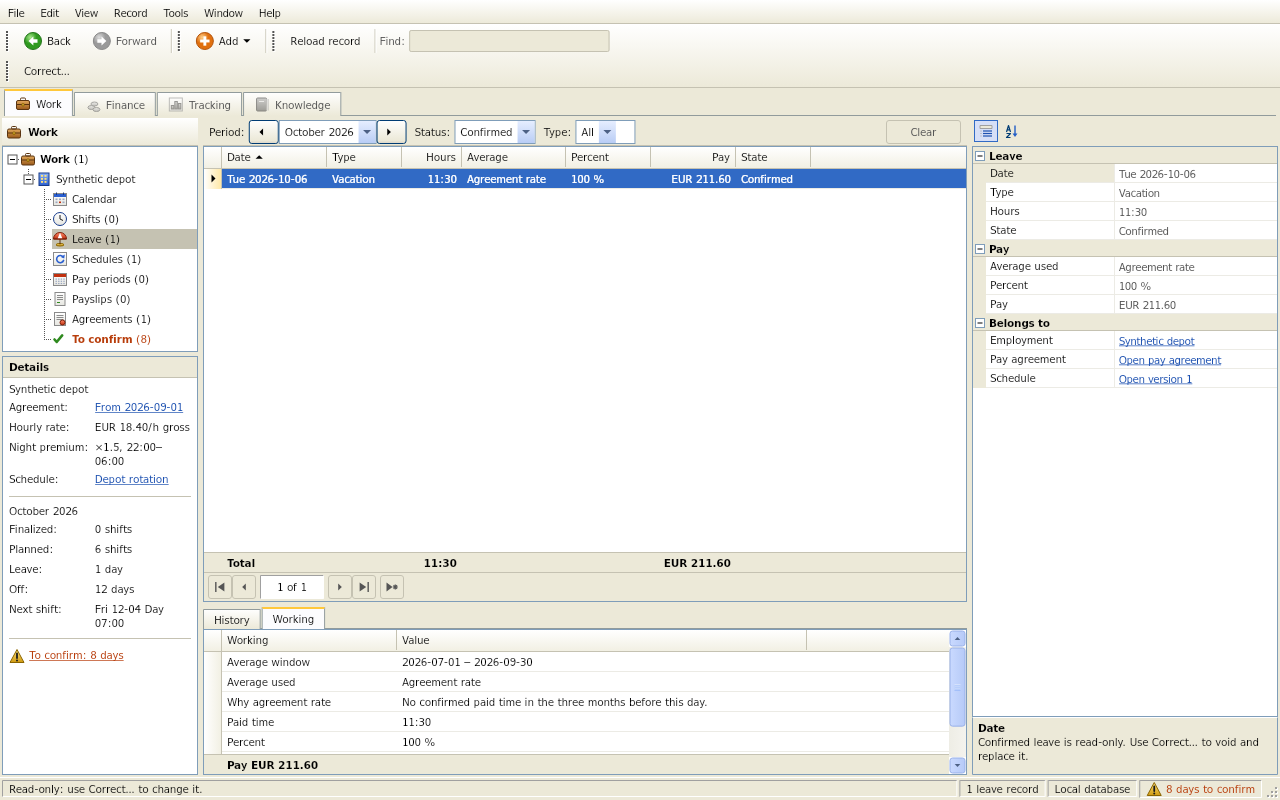 File Edit View Record Tools Window Help
Back Forward Add Reload record Find:
Correct...
Work Finance Tracking Knowledge
Work
Period: October 2026 Status: Confirmed Type: All Clear
Work (1)
Synthetic depot
Calendar
Shifts (0)
Leave (1)
Schedules (1)
Pay periods (0)
Payslips (0)
Agreements (1)
To confirm (8)
Details
Synthetic depot
Agreement: From 2026-09-01
Hourly rate: EUR 18.40/h gross
Night premium: ×1.5, 22:00–
06:00
Schedule: Depot rotation
October 2026
Finalized: 0 shifts
Planned: 6 shifts
Leave: 1 day
Off: 12 days
Next shift: Fri 12-04 Day
07:00
To confirm: 8 days
Date Type Hours Average Percent Pay State
Tue 2026-10-06 Vacation 11:30 Agreement rate 100 % EUR 211.60 Confirmed
Total 11:30 EUR 211.60
1 of 1
History Working
Working Value
Average window 2026-07-01 – 2026-09-30
Average used Agreement rate
Why agreement rate No confirmed paid time in the three months before this day.
Paid time 11:30
Percent 100 %
Pay EUR 211.60
A
Z
Leave
Date Tue 2026-10-06
Type Vacation
Hours 11:30
State Confirmed
Pay
Average used Agreement rate
Percent 100 %
Pay EUR 211.60
Belongs to
Employment Synthetic depot
Pay agreement Open pay agreement
Schedule Open version 1
Date
Confirmed leave is read-only. Use Correct... to void and
replace it.
Read-only: use Correct... to change it. 1 leave record Local database 8 days to confirm